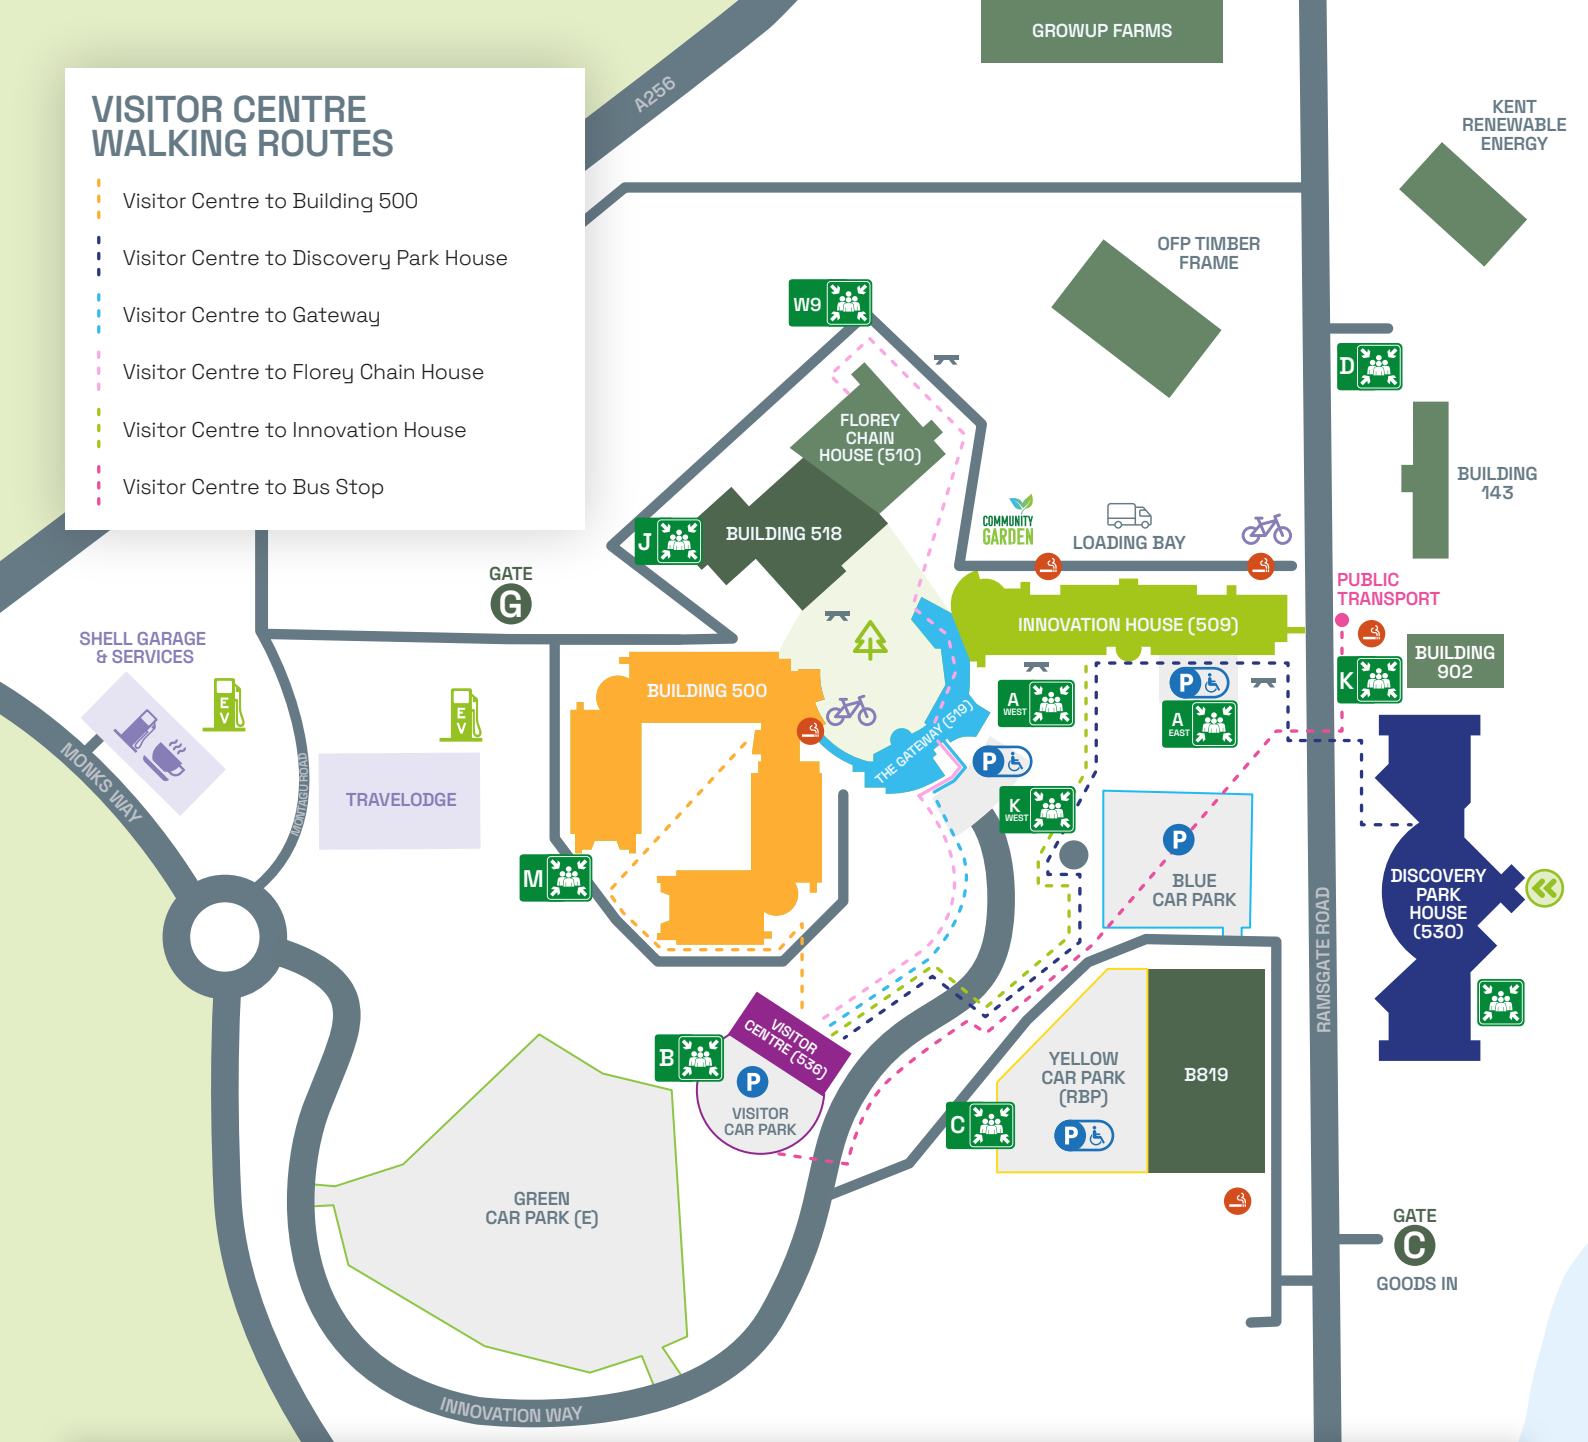 GROWUP FARMS
A256
VISITOR CENTRE
WALKING ROUTES
Visitor Centre to Building 500
Visitor Centre to Discovery Park House
Visitor Centre to Gateway
Visitor Centre to Florey Chain House
Visitor Centre to Innovation House
Visitor Centre to Bus Stop
KENT
RENEWABLE
ENERGY
OFP TIMBER
FRAME
W9
D
FLOREY
CHAIN
HOUSE (510)
BUILDING
143
COMMUNITY
GARDEN
LOADING BAY
J
BUILDING 518
GATE
G
PUBLIC
TRANSPORT
INNOVATION HOUSE (509)
SHELL GARAGE
& SERVICES
BUILDING
902
K
BUILDING 500
P
A
WEST
A
EAST
EV
EV
THE GATEWAY (519)
P
MONKS WAY
MONTAGU ROAD
TRAVELODGE
K
WEST
P
BLUE
CAR PARK
M
DISCOVERY
PARK
HOUSE
(530)
RAMSGATE ROAD
VISITOR
CENTRE (536)
B
P
VISITOR
CAR PARK
YELLOW
CAR PARK
(RBP)
P
B819
C
GREEN
CAR PARK (E)
GATE
C
GOODS IN
INNOVATION WAY